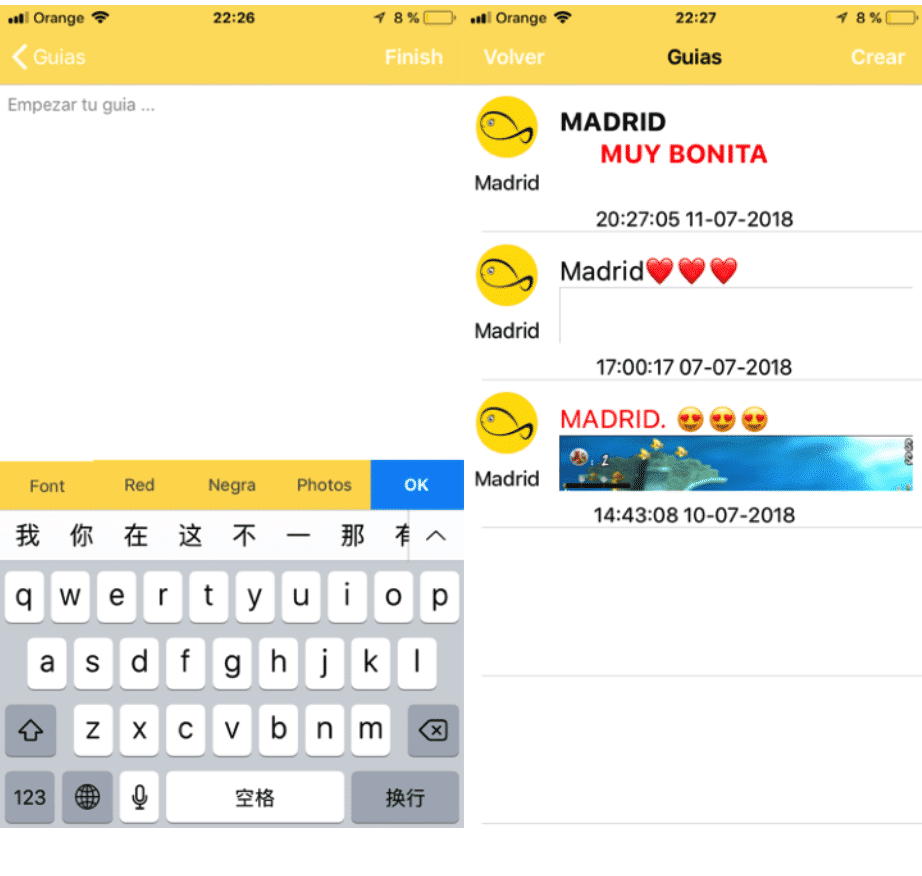 Orange 22:26 8 %
Guias Finish
Empezar tu guia ...
Font Red Negra Photos OK
我 你 在 这 不 一 那 有
q w e r t y u i o p
a s d f g h j k l
z x c v b n m
123 空格 换行
Orange 22:27 8 %
Volver Guias Crear
MADRID
MUY BONITA
Madrid
20:27:05 11-07-2018
Madrid❤️❤️❤️
Madrid
17:00:17 07-07-2018
MADRID. 😍😍😍
: 2
Madrid
14:43:08 10-07-2018